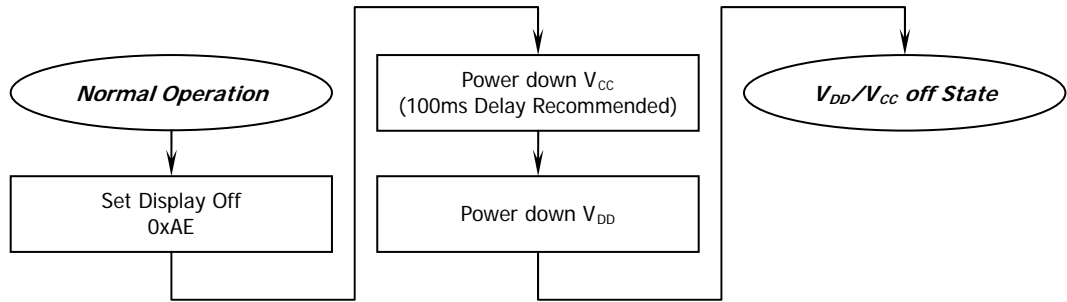 Normal Operation
Set Display Off
0xAE
Power down VCC
(100ms Delay Recommended)
Power down VDD
VDD/VCC off State